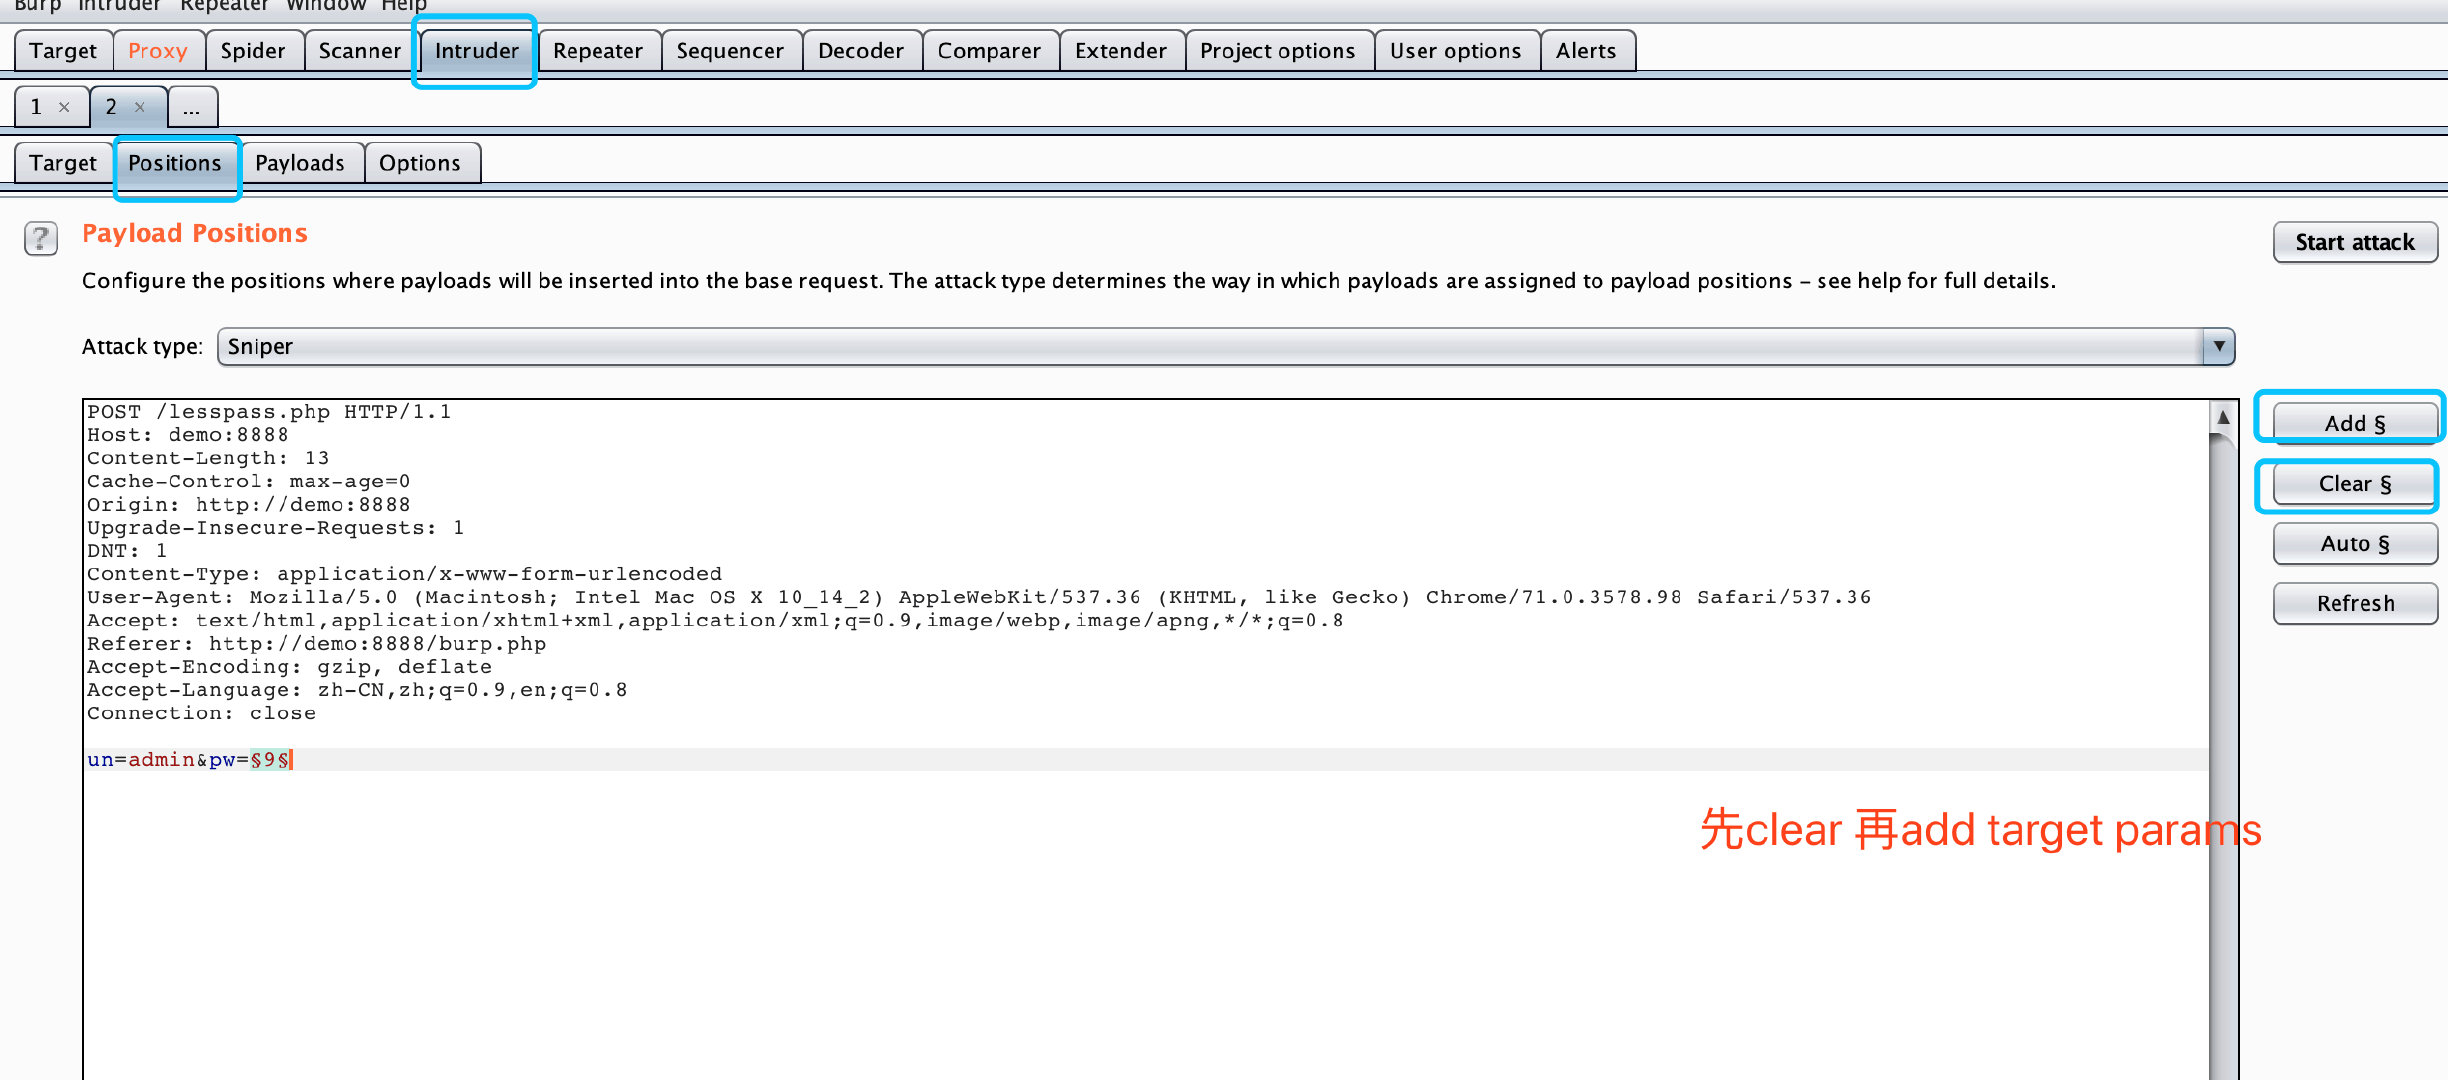 Burp Intruder Repeater Window Help
Target Proxy Spider Scanner Intruder Repeater Sequencer Decoder Comparer Extender Project options User options Alerts
1 × 2 × ...
Target Positions Payloads Options
? Payload Positions
Start attack
Configure the positions where payloads will be inserted into the base request. The attack type determines the way in which payloads are assigned to payload positions – see help for full details.
Attack type: Sniper
POST /lesspass.php HTTP/1.1
Host: demo:8888
Content-Length: 13
Cache-Control: max-age=0
Origin: http://demo:8888
Upgrade-Insecure-Requests: 1
DNT: 1
Content-Type: application/x-www-form-urlencoded
User-Agent: Mozilla/5.0 (Macintosh; Intel Mac OS X 10_14_2) AppleWebKit/537.36 (KHTML, like Gecko) Chrome/71.0.3578.98 Safari/537.36
Accept: text/html,application/xhtml+xml,application/xml;q=0.9,image/webp,image/apng,*/*;q=0.8
Referer: http://demo:8888/burp.php
Accept-Encoding: gzip, deflate
Accept-Language: zh-CN,zh;q=0.9,en;q=0.8
Connection: close
un=admin&pw=§9§
Add §
Clear §
Auto §
Refresh
先clear 再add target params